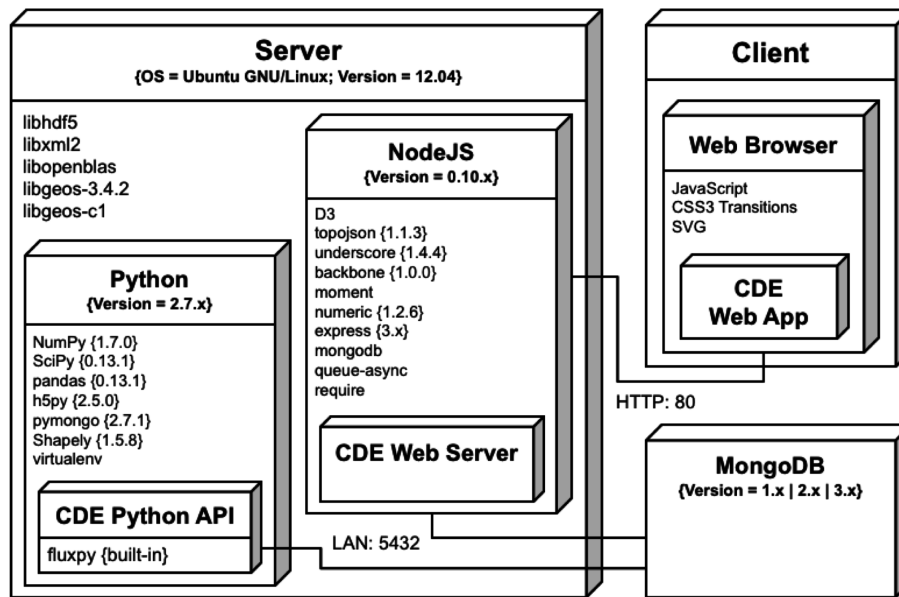 Server
{OS = Ubuntu GNU/Linux; Version = 12.04}
libhdf5
libxml2
libopenblas
libgeos-3.4.2
libgeos-c1
Python
{Version = 2.7.x}
NumPy {1.7.0}
SciPy {0.13.1}
pandas {0.13.1}
h5py {2.5.0}
pymongo {2.7.1}
Shapely {1.5.8}
virtualenv
CDE Python API
fluxpy {built-in}
NodeJS
{Version = 0.10.x}
D3
topojson {1.1.3}
underscore {1.4.4}
backbone {1.0.0}
moment
numeric {1.2.6}
express {3.x}
mongodb
queue-async
require
CDE Web Server
LAN: 5432
Client
Web Browser
JavaScript
CSS3 Transitions
SVG
CDE
Web App
HTTP: 80
MongoDB
{Version = 1.x | 2.x | 3.x}